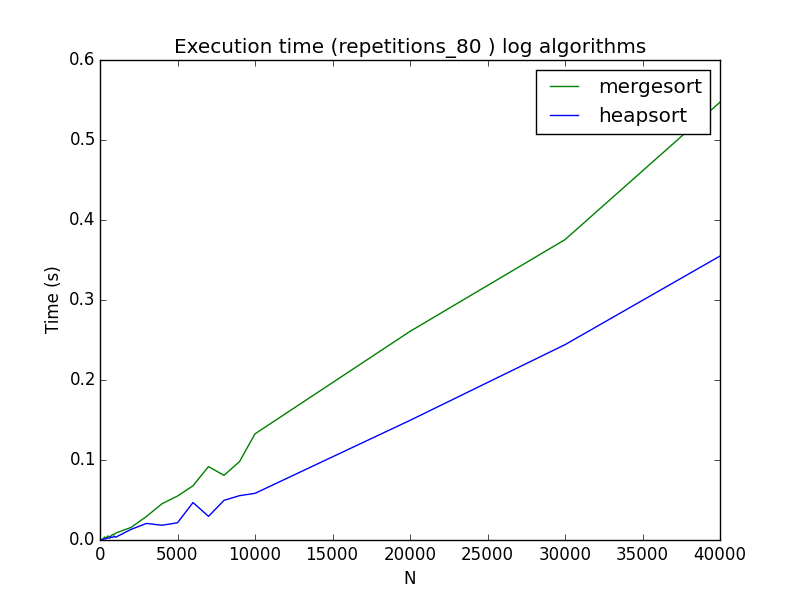 Execution time (repetitions_80 ) log algorithms
0.6
mergesort
heapsort
0.5
0.4
0.3
0.2
0.1
0.0
Time (s)
0 5000 10000 15000 20000 25000 30000 35000 40000
N